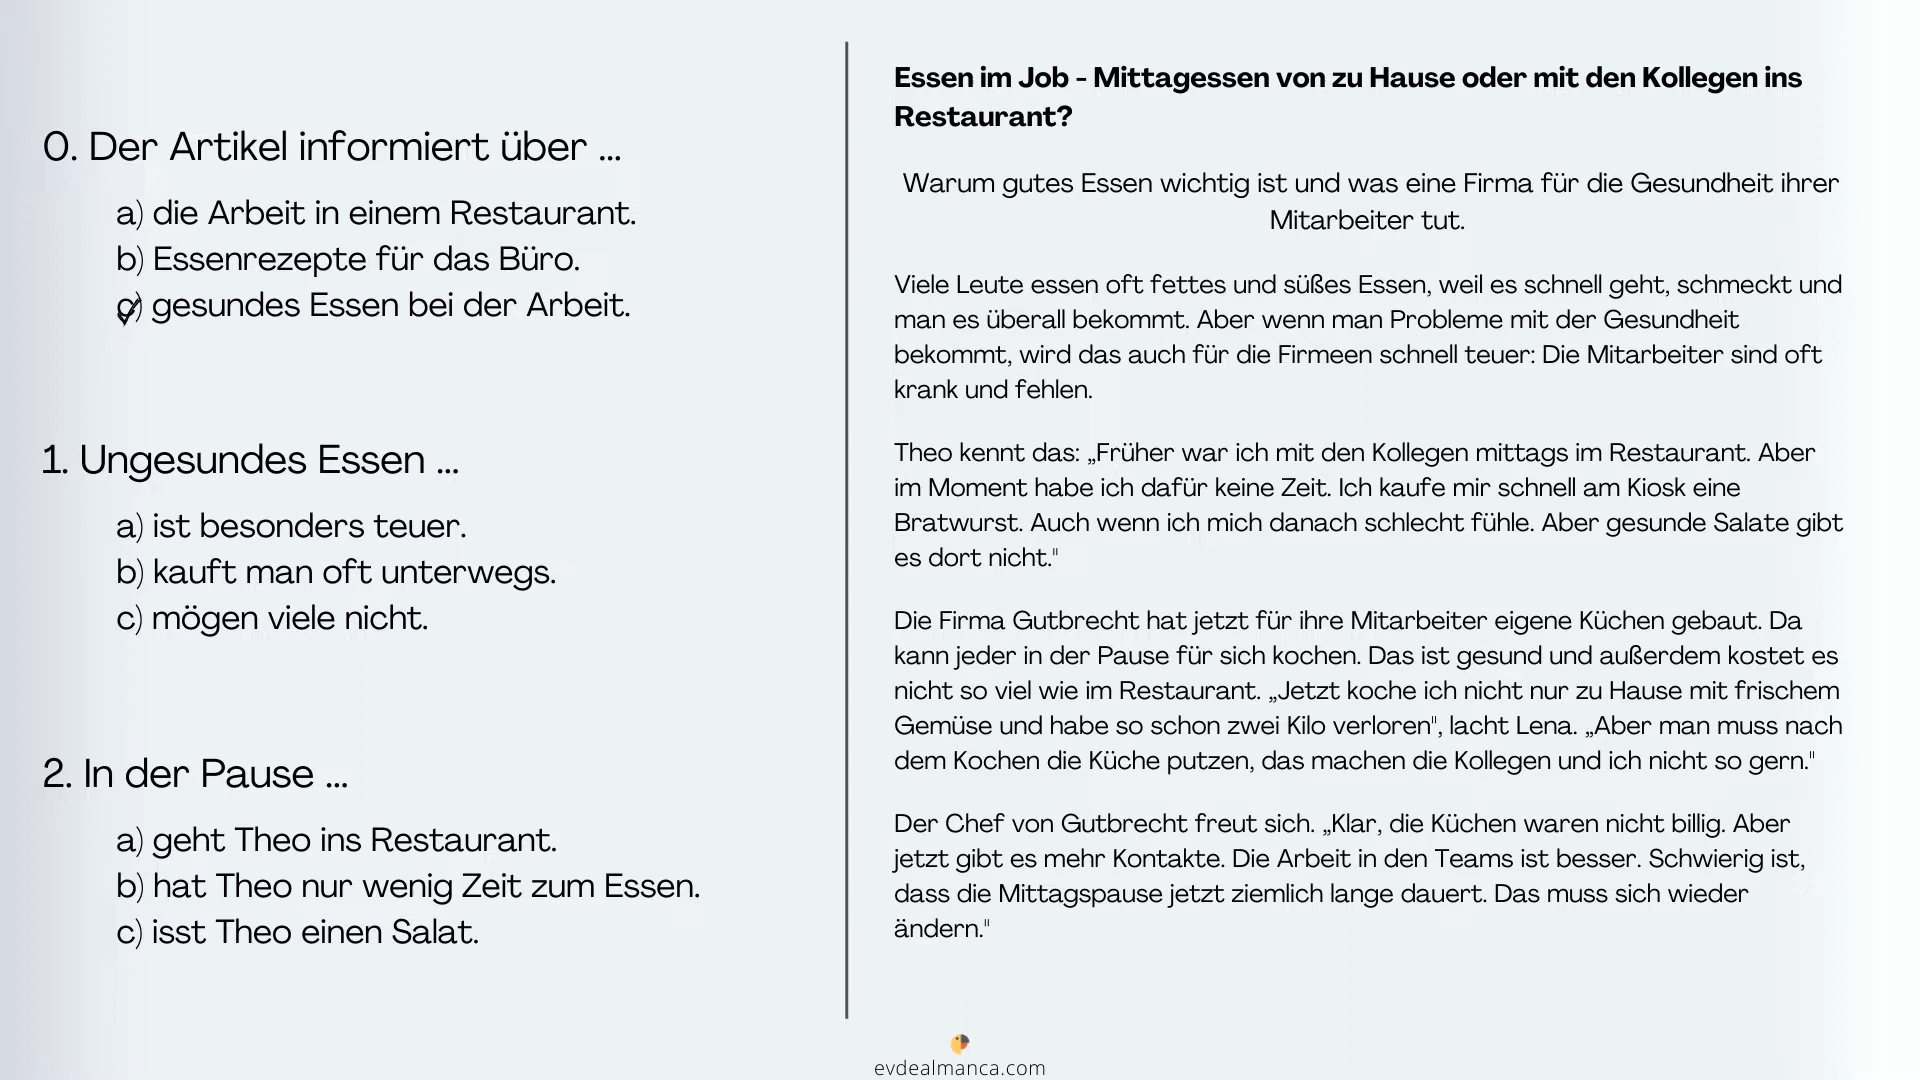 0. Der Artikel informiert über ...
a) die Arbeit in einem Restaurant.
b) Essenrezepte für das Büro.
c) gesundes Essen bei der Arbeit.
1. Ungesundes Essen ...
a) ist besonders teuer.
b) kauft man oft unterwegs.
c) mögen viele nicht.
2. In der Pause ...
a) geht Theo ins Restaurant.
b) hat Theo nur wenig Zeit zum Essen.
c) isst Theo einen Salat.
Essen im Job - Mittagessen von zu Hause oder mit den Kollegen ins
Restaurant?
Warum gutes Essen wichtig ist und was eine Firma für die Gesundheit ihrer
Mitarbeiter tut.
Viele Leute essen oft fettes und süßes Essen, weil es schnell geht, schmeckt und
man es überall bekommt. Aber wenn man Probleme mit der Gesundheit
bekommt, wird das auch für die Firmeen schnell teuer: Die Mitarbeiter sind oft
krank und fehlen.
Theo kennt das: „Früher war ich mit den Kollegen mittags im Restaurant. Aber
im Moment habe ich dafür keine Zeit. Ich kaufe mir schnell am Kiosk eine
Bratwurst. Auch wenn ich mich danach schlecht fühle. Aber gesunde Salate gibt
es dort nicht."
Die Firma Gutbrecht hat jetzt für ihre Mitarbeiter eigene Küchen gebaut. Da
kann jeder in der Pause für sich kochen. Das ist gesund und außerdem kostet es
nicht so viel wie im Restaurant. „Jetzt koche ich nicht nur zu Hause mit frischem
Gemüse und habe so schon zwei Kilo verloren", lacht Lena. „Aber man muss nach
dem Kochen die Küche putzen, das machen die Kollegen und ich nicht so gern."
Der Chef von Gutbrecht freut sich. „Klar, die Küchen waren nicht billig. Aber
jetzt gibt es mehr Kontakte. Die Arbeit in den Teams ist besser. Schwierig ist,
dass die Mittagspause jetzt ziemlich lange dauert. Das muss sich wieder
ändern."
evdealmanca.com